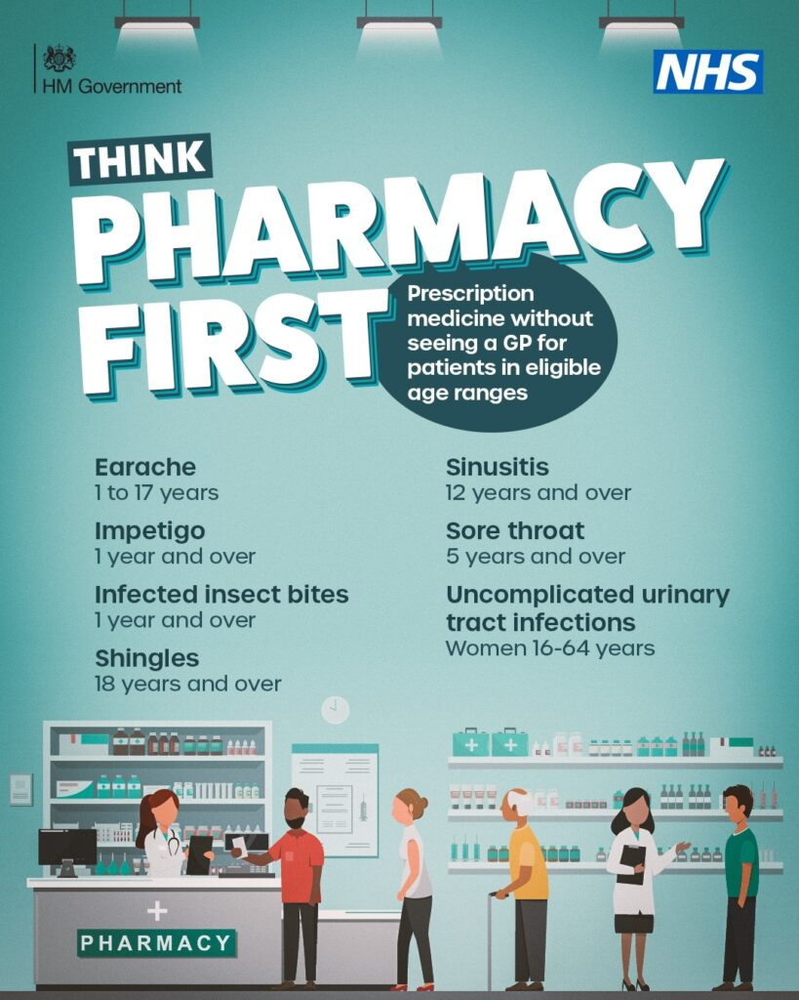 HM Government
NHS
THINK
PHARMACY
FIRST
Prescription
medicine without
seeing a GP for
patients in eligible
age ranges
Earache
1 to 17 years
Impetigo
1 year and over
Infected insect bites
1 year and over
Shingles
18 years and over
Sinusitis
12 years and over
Sore throat
5 years and over
Uncomplicated urinary
tract infections
Women 16-64 years
PHARMACY